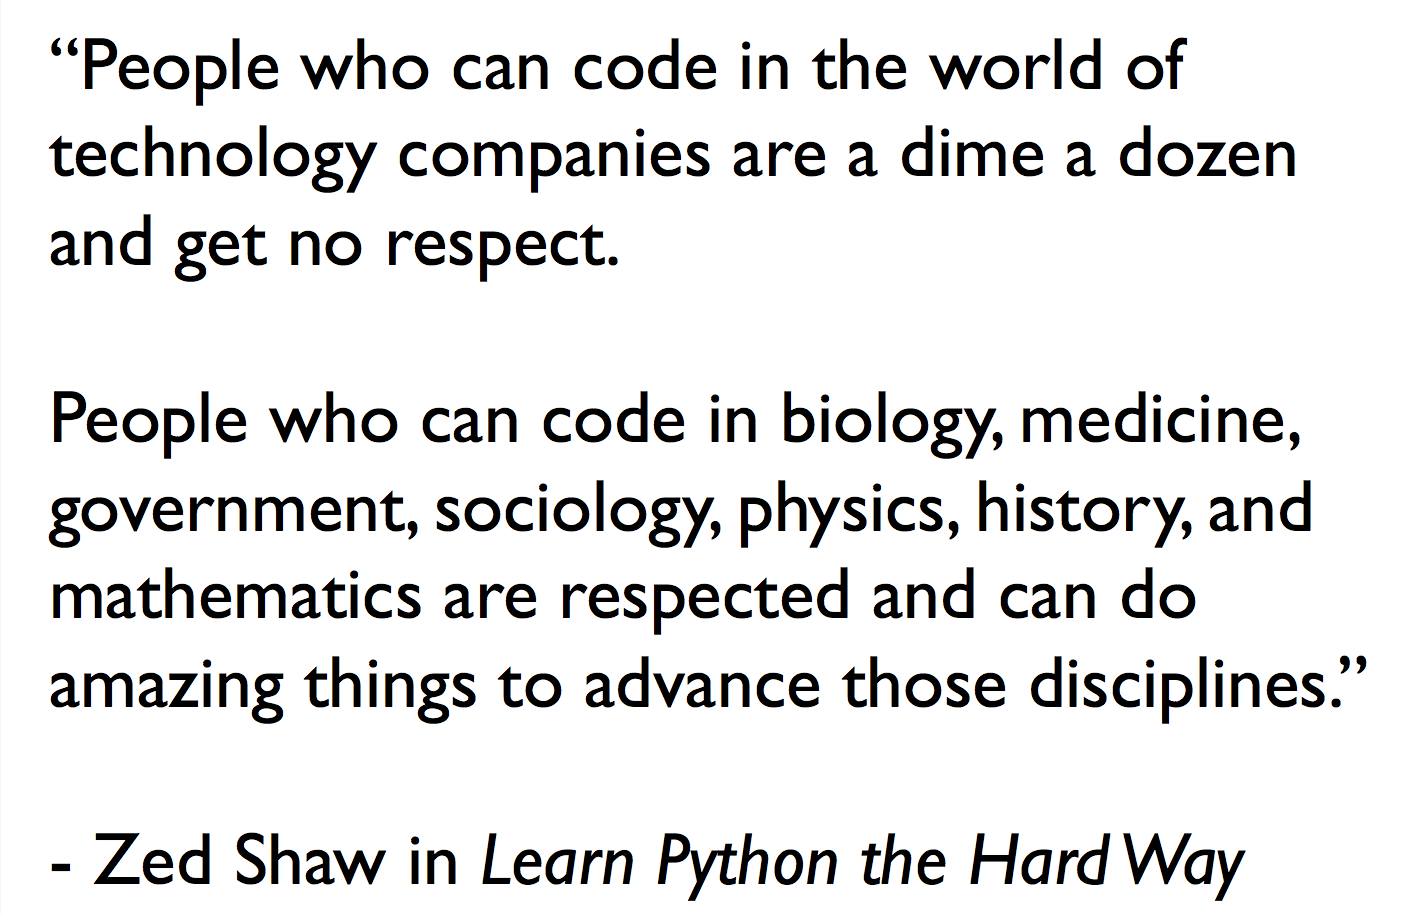 “People who can code in the world of
technology companies are a dime a dozen
and get no respect.
People who can code in biology, medicine,
government, sociology, physics, history, and
mathematics are respected and can do
amazing things to advance those disciplines.”
- Zed Shaw in Learn Python the Hard Way